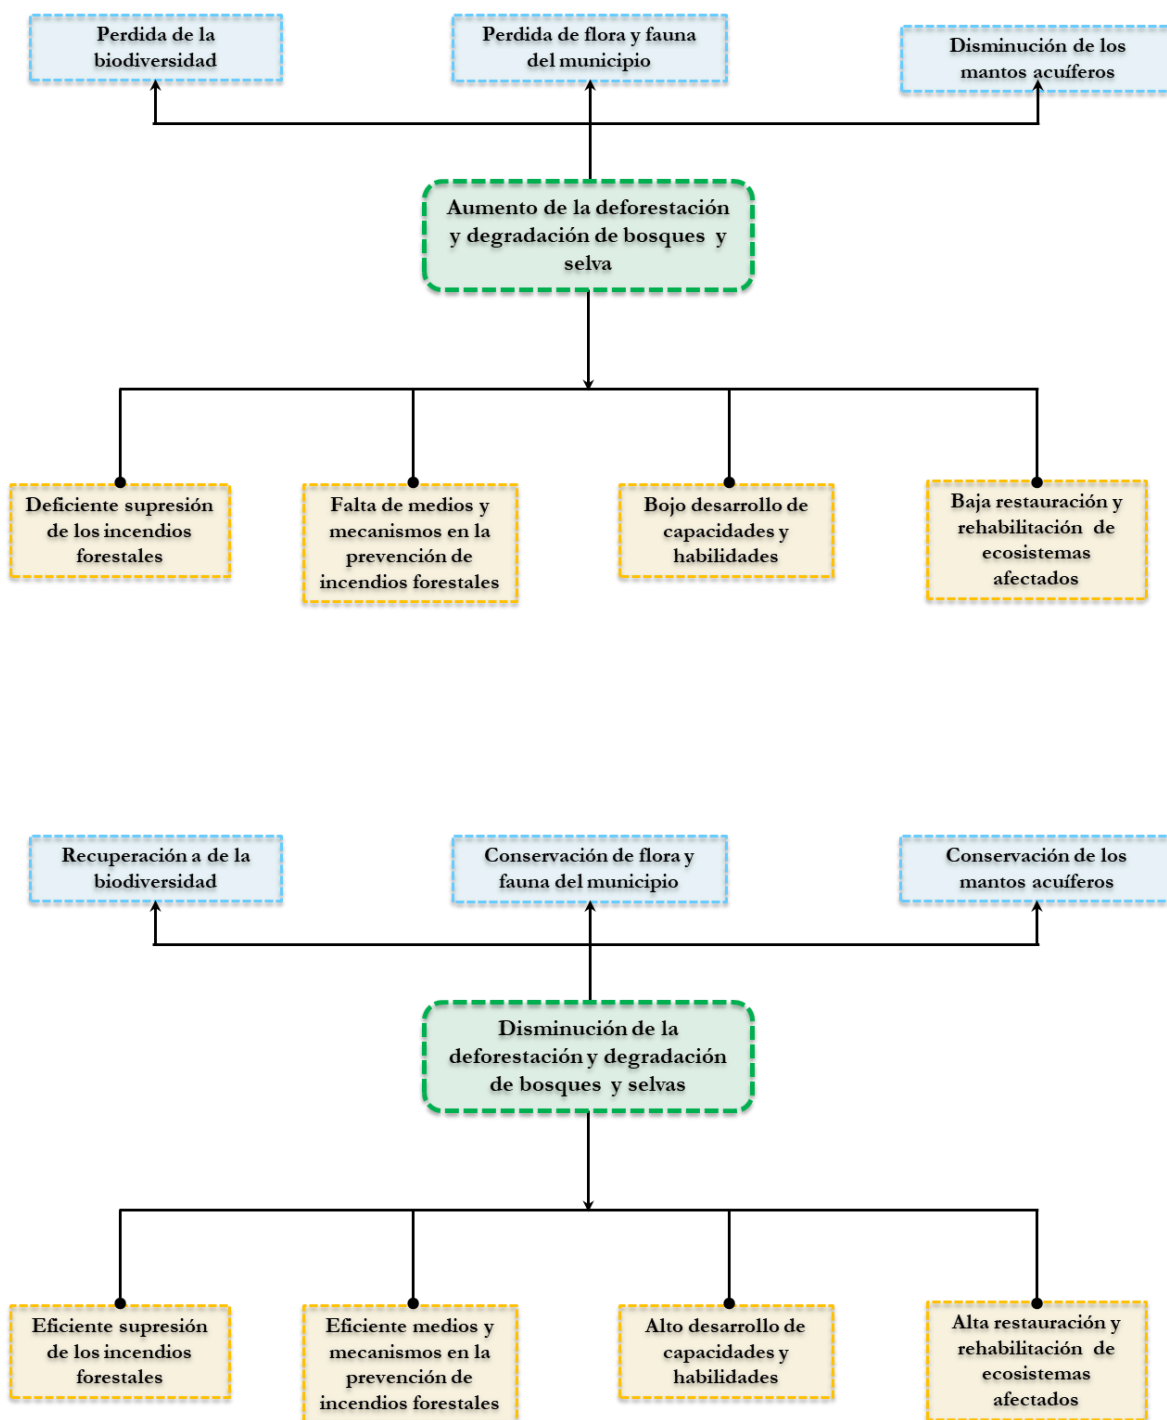 Perdida de la
biodiversidad
Perdida de flora y fauna
del municipio
Disminución de los
mantos acuíferos
Aumento de la deforestación
y degradación de bosques y
selva
Deficiente supresión
de los incendios
forestales
Falta de medios y
mecanismos en la
prevención de
incendios forestales
Bojo desarrollo de
capacidades y
habilidades
Baja restauración y
rehabilitación de
ecosistemas
afectados
Recuperación a de la
biodiversidad
Conservación de flora y
fauna del municipio
Conservación de los
mantos acuíferos
Disminución de la
deforestación y degradación
de bosques y selvas
Eficiente supresión
de los incendios
forestales
Eficiente medios y
mecanismos en la
prevención de
incendios forestales
Alto desarrollo de
capacidades y
habilidades
Alta restauración y
rehabilitación de
ecosistemas
afectados